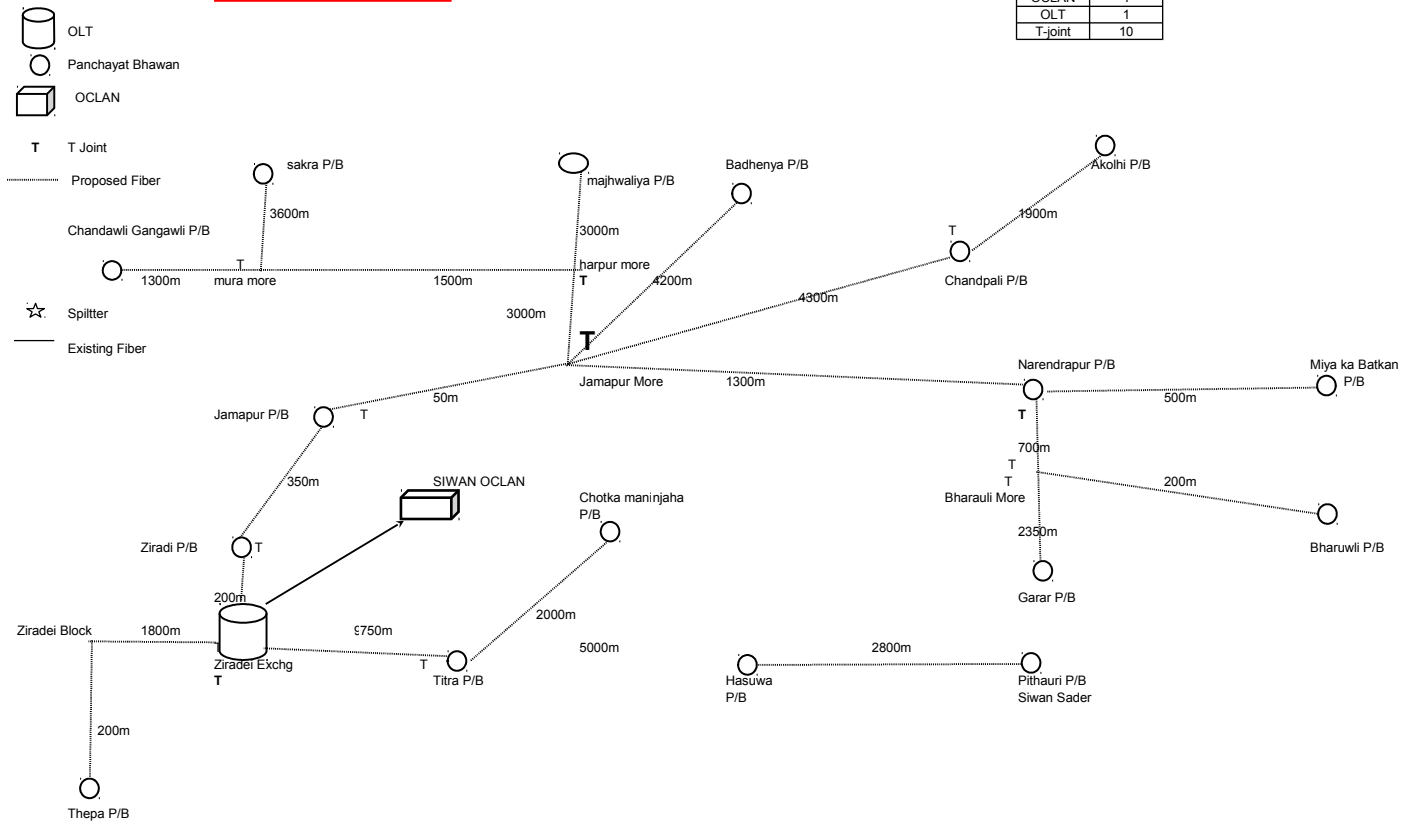 OLT
1
T-joint
10
OLT
Panchayat Bhawan
OCLAN
T
T Joint
Proposed Fiber
sakra P/B
majhwaliya P/B
Badhenya P/B
Akolhi P/B
3600m
1900m
Chandawli Gangawli P/B
3000m
T
T
harpur more
1300m
mura more
1500m
T
4200m
Chandpali P/B
4300m
Spiltter
3000m
Existing Fiber
T
Jamapur More
1300m
Narendrapur P/B
Miya ka Batkan
P/B
50m
500m
Jamapur P/B
T
T
700m
350m
SIWAN OCLAN
Chotka maninjaha
P/B
T
T
Bharauli More
200m
2350m
Ziradi P/B
T
Bharuwli P/B
200m
Garar P/B
2000m
Ziradei Block
1800m
9750m
5000m
2800m
Ziradei Exchg
T
T
Titra P/B
Hasuwa
P/B
Pithauri P/B
Siwan Sader
200m
Thepa P/B